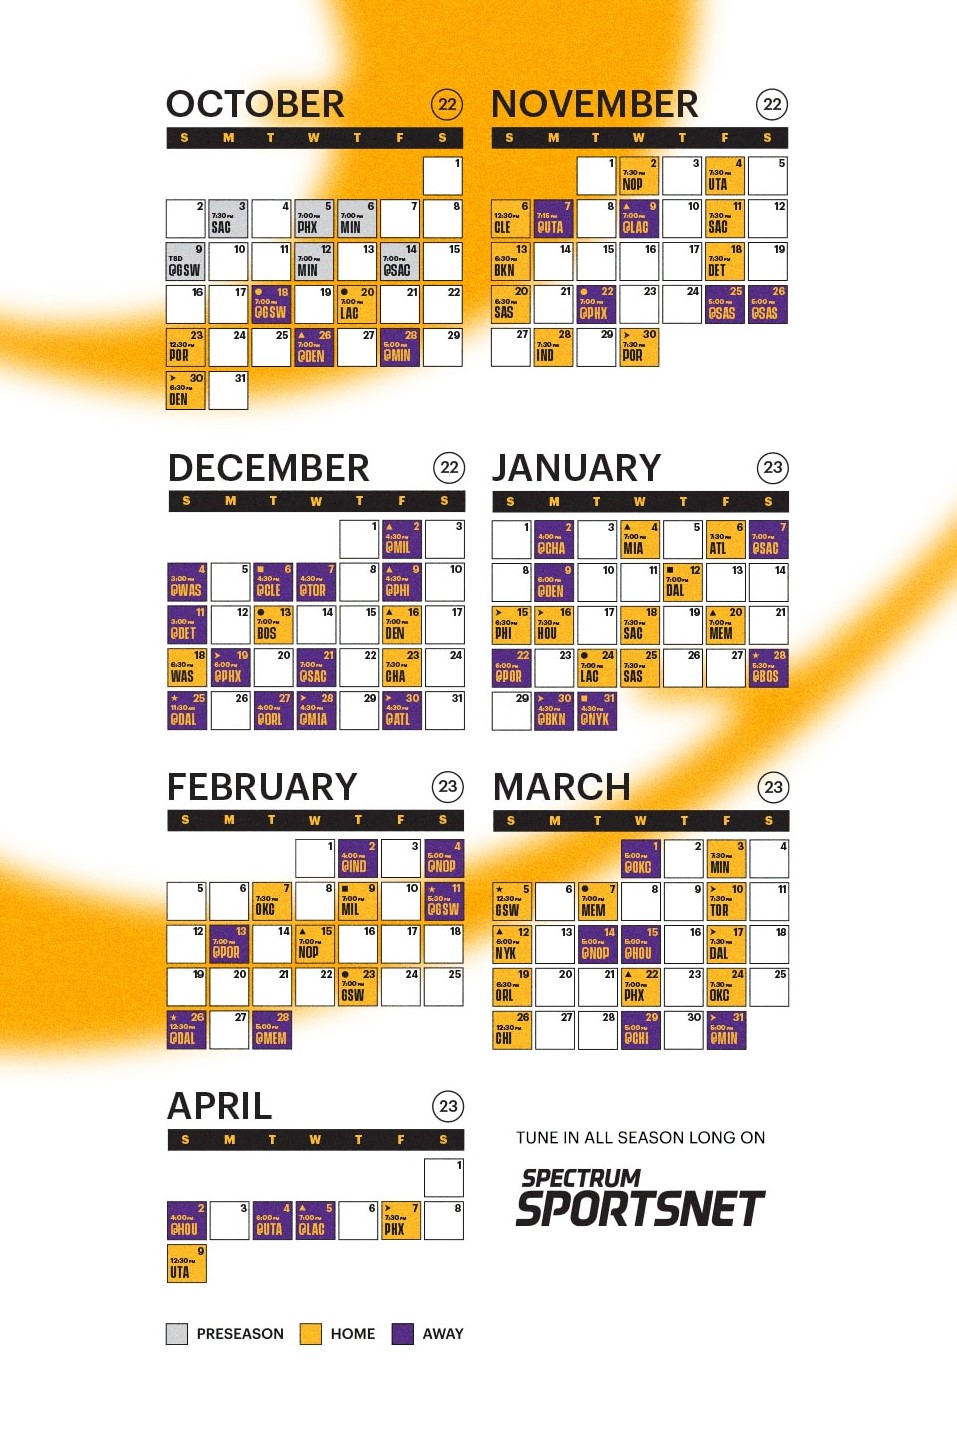 OCTOBER 22
S M T W T F S
1
2 3 7:30PM SAC 4 5 7:00PM PHX 6 7:00PM MIN 7 8
9 TBD @GSW 10 11 12 7:00PM MIN 13 14 7:00PM @SAC 15
16 17 18 7:00PM @GSW 19 20 7:00PM LAC 21 22
23 12:30PM POR 24 25 26 7:00PM @DEN 27 28 5:00PM @MIN 29
30 6:30PM DEN 31
NOVEMBER 22
S M T W T F S
1 2 7:30PM NOP 3 4 7:30PM UTA 5
6 12:30PM CLE 7 7:15PM @UTA 8 9 7:00PM @LAC 10 11 7:30PM SAC 12
13 6:30PM BKN 14 15 16 17 18 7:30PM DET 19
20 6:30PM SAS 21 22 7:00PM @PHX 23 24 25 5:00PM @SAS 26 5:00PM @SAS
27 28 7:30PM IND 29 30 7:30PM POR
DECEMBER 22
S M T W T F S
1 2 4:30PM @MIL 3
4 3:00PM @WAS 5 6 4:30PM @CLE 7 4:30PM @TOR 8 9 4:30PM @PHI 10
11 3:00PM @DET 12 13 7:00PM BOS 14 15 16 7:00PM DEN 17
18 6:30PM WAS 19 6:00PM @PHX 20 21 7:00PM @SAC 22 23 7:30PM CHA 24
25 11:30AM @DAL 26 27 4:00PM @ORL 28 4:30PM @MIA 29 30 4:30PM @ATL 31
JANUARY 23
S M T W T F S
1 2 4:00PM @CHA 3 4 7:00PM MIA 5 6 7:30PM ATL 7 7:00PM @SAC
8 9 6:00PM @DEN 10 11 12 7:00PM DAL 13 14
15 6:30PM PHI 16 7:30PM HOU 17 18 7:30PM SAC 19 20 7:00PM MEM 21
22 6:00PM @POR 23 24 7:00PM LAC 25 7:30PM SAS 26 27 28 5:30PM @BOS
29 30 4:30PM @BKN 31 4:30PM @NYK
FEBRUARY 23
S M T W T F S
1 2 4:00PM @IND 3 4 5:00PM @NOP
5 6 7 7:30PM OKC 8 9 7:00PM MIL 10 11 5:30PM @GSW
12 13 7:00PM @POR 14 15 7:00PM NOP 16 17 18
19 20 21 22 23 7:00PM GSW 24 25
26 12:30PM @DAL 27 28 5:00PM @MEM
MARCH 23
S M T W T F S
1 5:00PM @OKC 2 3 7:30PM MIN 4
5 12:30PM GSW 6 7 7:00PM MEM 8 9 10 7:30PM TOR 11
12 6:00PM NYK 13 14 5:00PM @NOP 15 5:00PM @HOU 16 17 7:30PM DAL 18
19 6:30PM ORL 20 21 22 7:00PM PHX 23 24 7:30PM OKC 25
26 12:30PM CHI 27 28 29 5:00PM @CHI 30 31 5:00PM @MIN
APRIL 23
S M T W T F S
1
2 4:00PM @HOU 3 4 6:00PM @UTA 5 7:00PM @LAC 6 7 7:30PM PHX 8
9 12:30PM UTA
TUNE IN ALL SEASON LONG ON
SPECTRUM
SPORTSNET
PRESEASON HOME AWAY